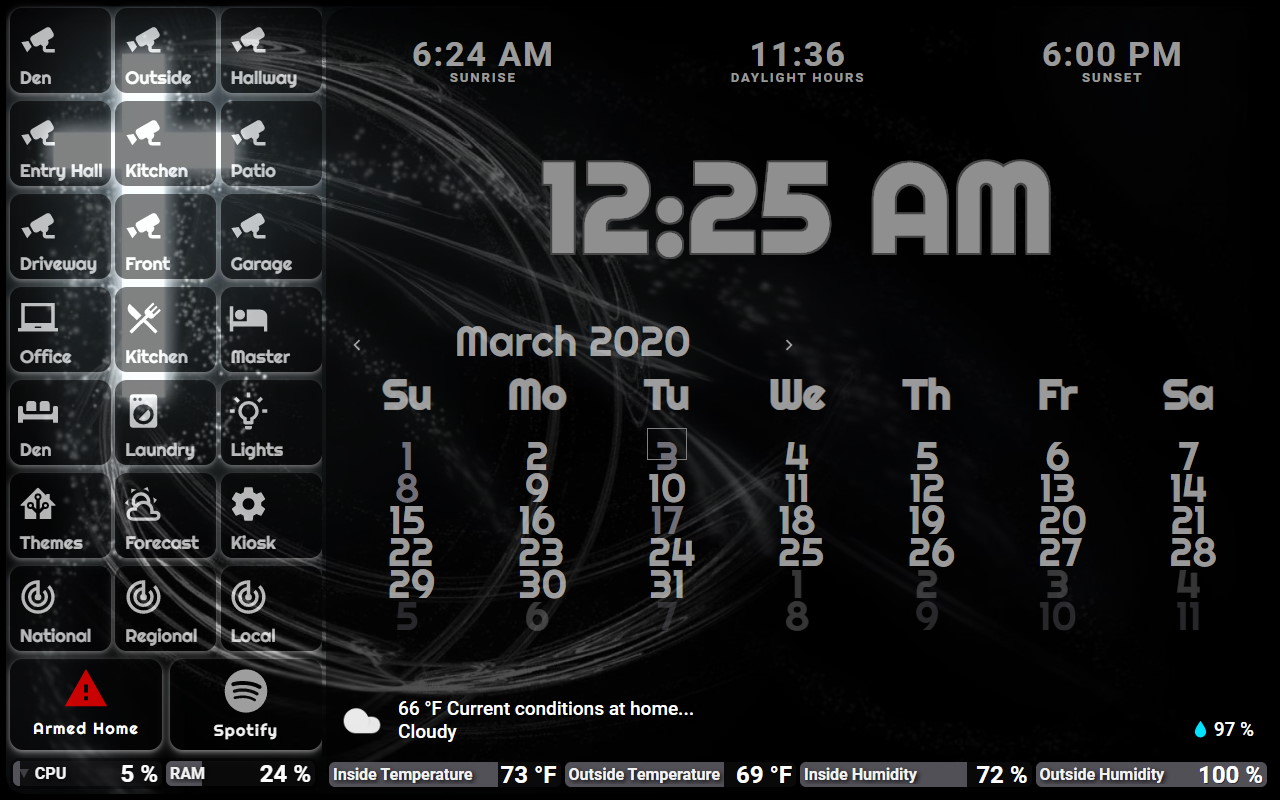 Den Outside Hallway
Entry Hall Kitchen Patio
Driveway Front Garage
Office Kitchen Master
Den Laundry Lights
Themes Forecast Kiosk
National Regional Local
Armed Home Spotify
CPU 5 % RAM 24 %
6:24 AM 11:36 6:00 PM
SUNRISE DAYLIGHT HOURS SUNSET
12:25 AM
‹ March 2020 ›
Su Mo Tu We Th Fr Sa
1 2 3 4 5 6 7
8 9 10 11 12 13 14
15 16 17 18 19 20 21
22 23 24 25 26 27 28
29 30 31 1 2 3 4
5 6 7 8 9 10 11
66 °F Current conditions at home...
Cloudy
97 %
Inside Temperature 73 °F Outside Temperature 69 °F Inside Humidity 72 % Outside Humidity 100 %